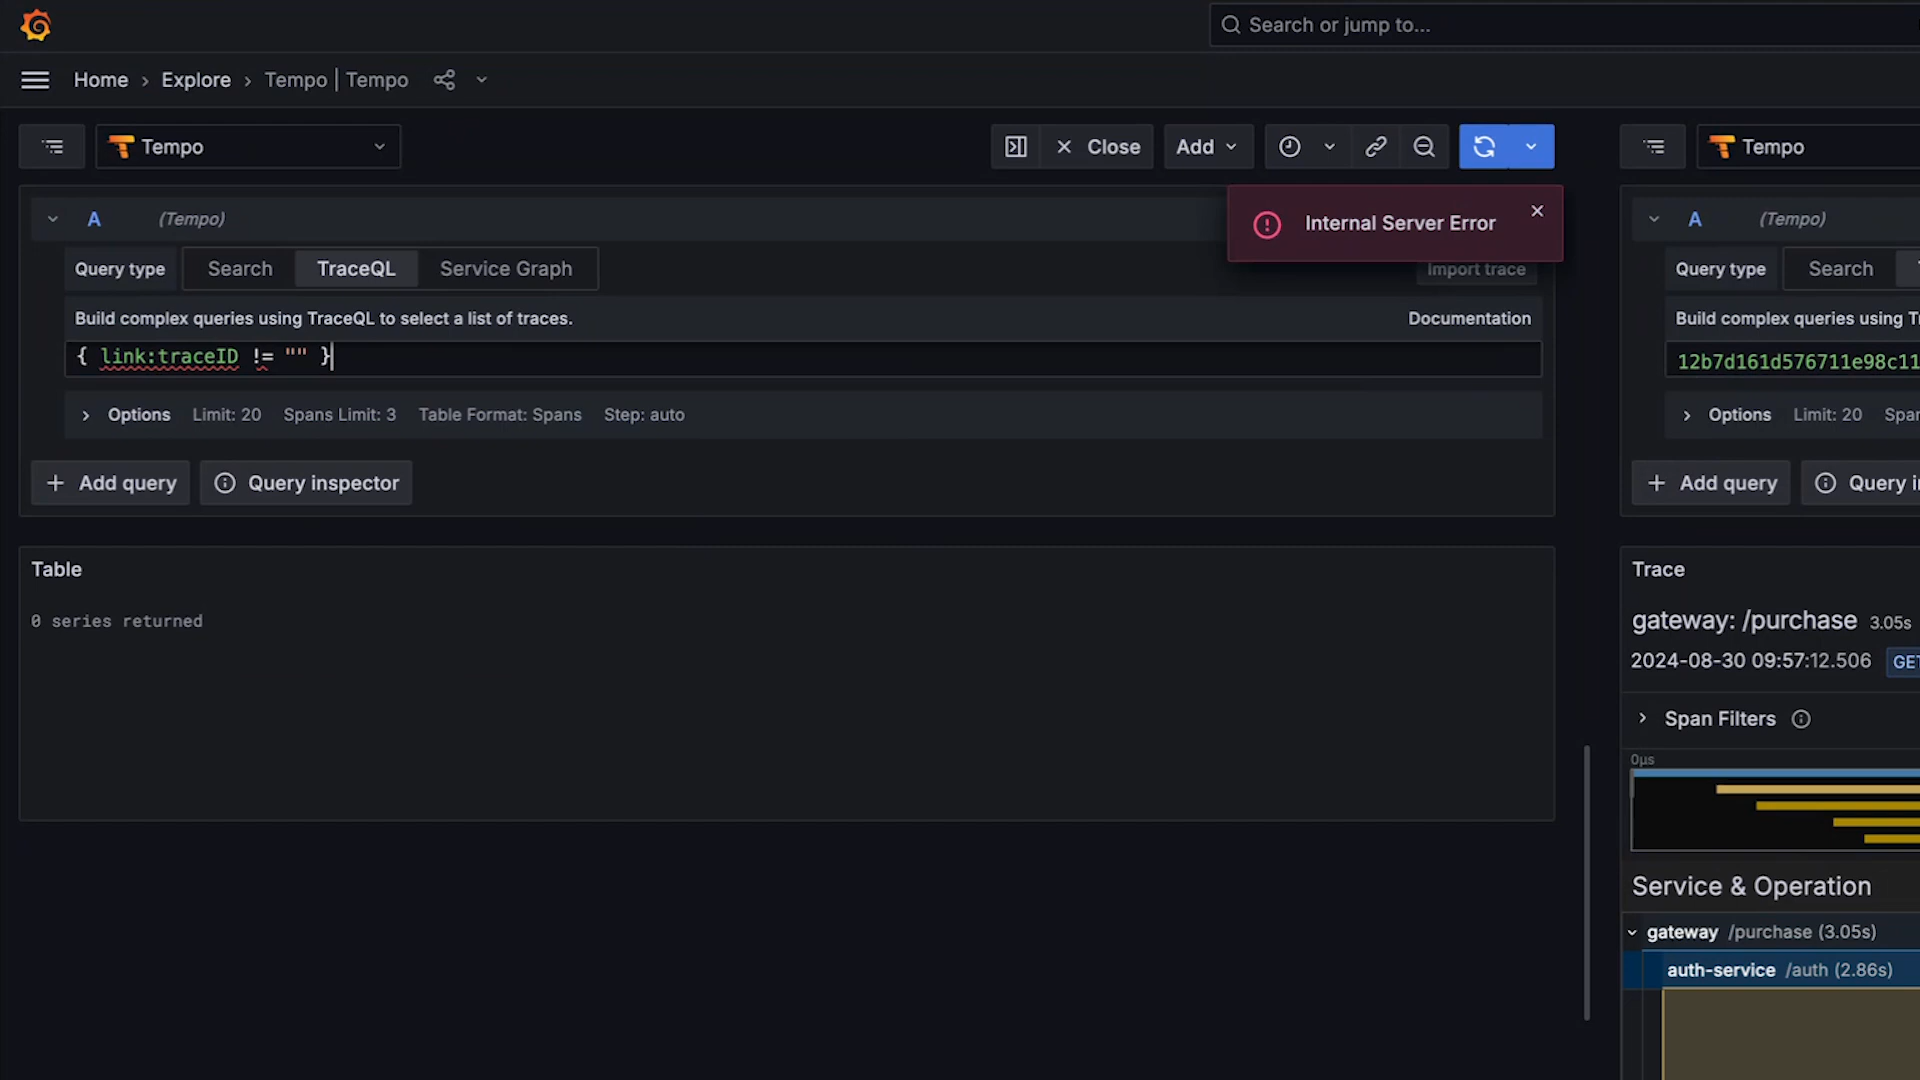 Search or jump to...
Home › Explore › Tempo | Tempo
Tempo
Close
Add
Tempo
A (Tempo)
Internal Server Error
A (Tempo)
Query type Search TraceQL Service Graph
Import trace
Query type Search
Build complex queries using TraceQL to select a list of traces.
Documentation
Build complex queries using
{ link:traceID != "" }
12b7d161d576711e98c11
Options Limit: 20 Spans Limit: 3 Table Format: Spans Step: auto
Options Limit: 20
+ Add query Query inspector
+ Add query Query
Table
0 series returned
Trace
gateway: /purchase 3.05s
2024-08-30 09:57:12.506 GET
Span Filters
0µs
Service & Operation
gateway /purchase (3.05s)
auth-service /auth (2.86s)